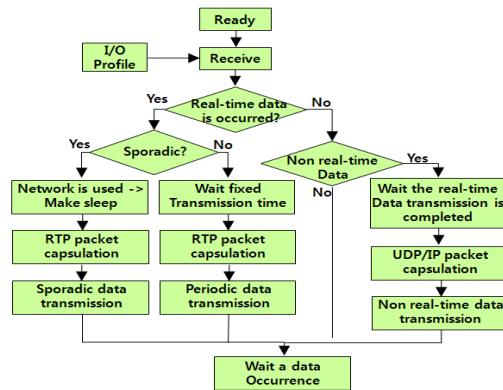 Ready
I/O
Profile
Receive
Real-time data
is occurred?
Yes
No
Sporadic?
Yes
No
Non real-time
Data
Yes
No
Network is used ->
Make sleep
Wait fixed
Transmission time
Wait the real-time
Data transmission is
completed
RTP packet
capsulation
RTP packet
capsulation
UDP/IP packet
capsulation
Sporadic data
transmission
Periodic data
transmission
Non real-time data
transmission
Wait a data
Occurrence